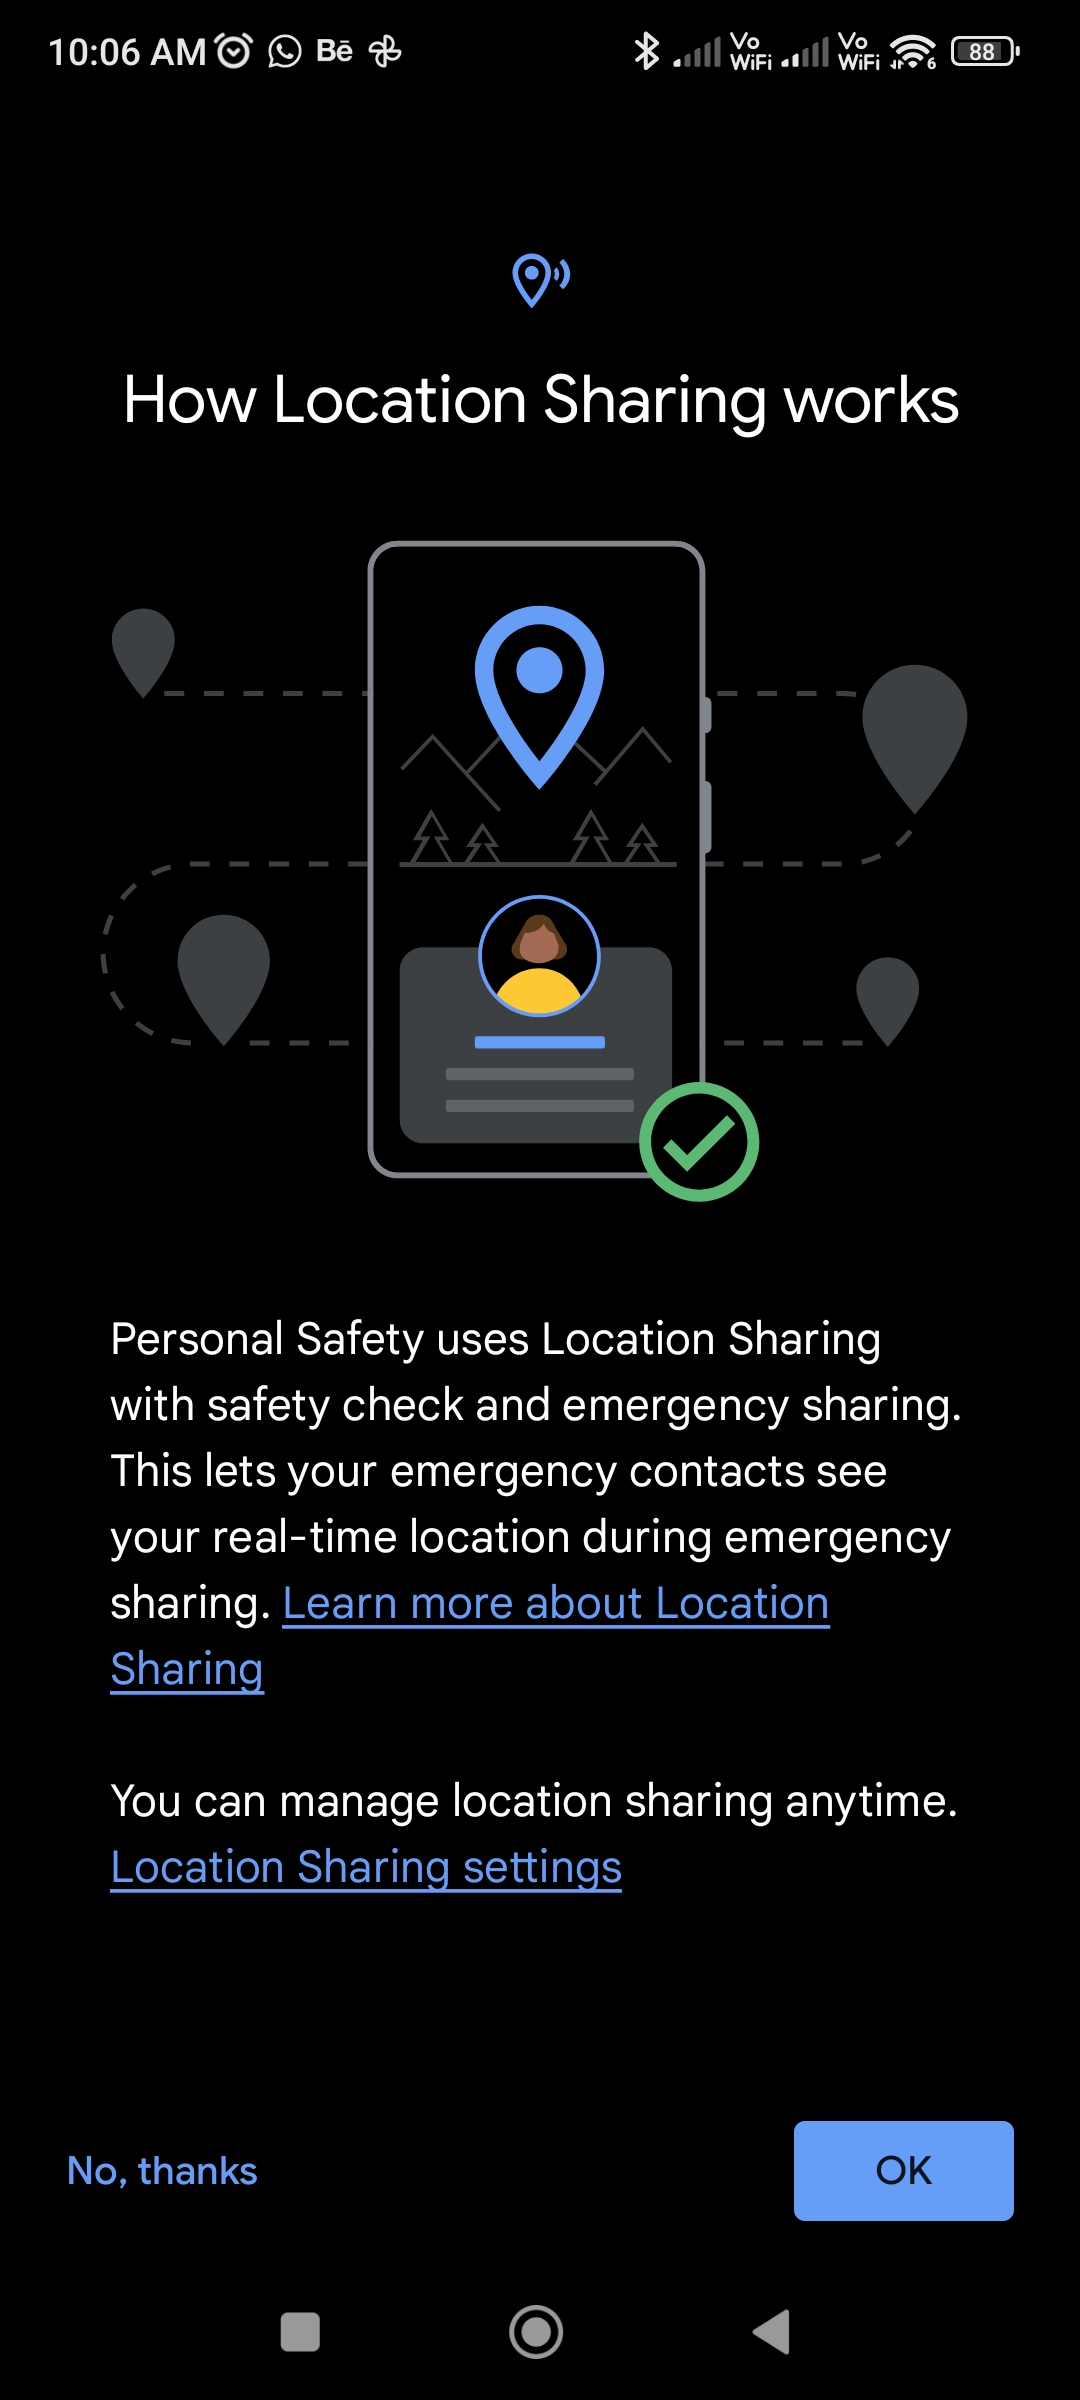 10:06 AM Bē Vo WiFi Vo WiFi 6 88
How Location Sharing works
Personal Safety uses Location Sharing
with safety check and emergency sharing.
This lets your emergency contacts see
your real-time location during emergency
sharing. Learn more about Location
Sharing
You can manage location sharing anytime.
Location Sharing settings
No, thanks
OK